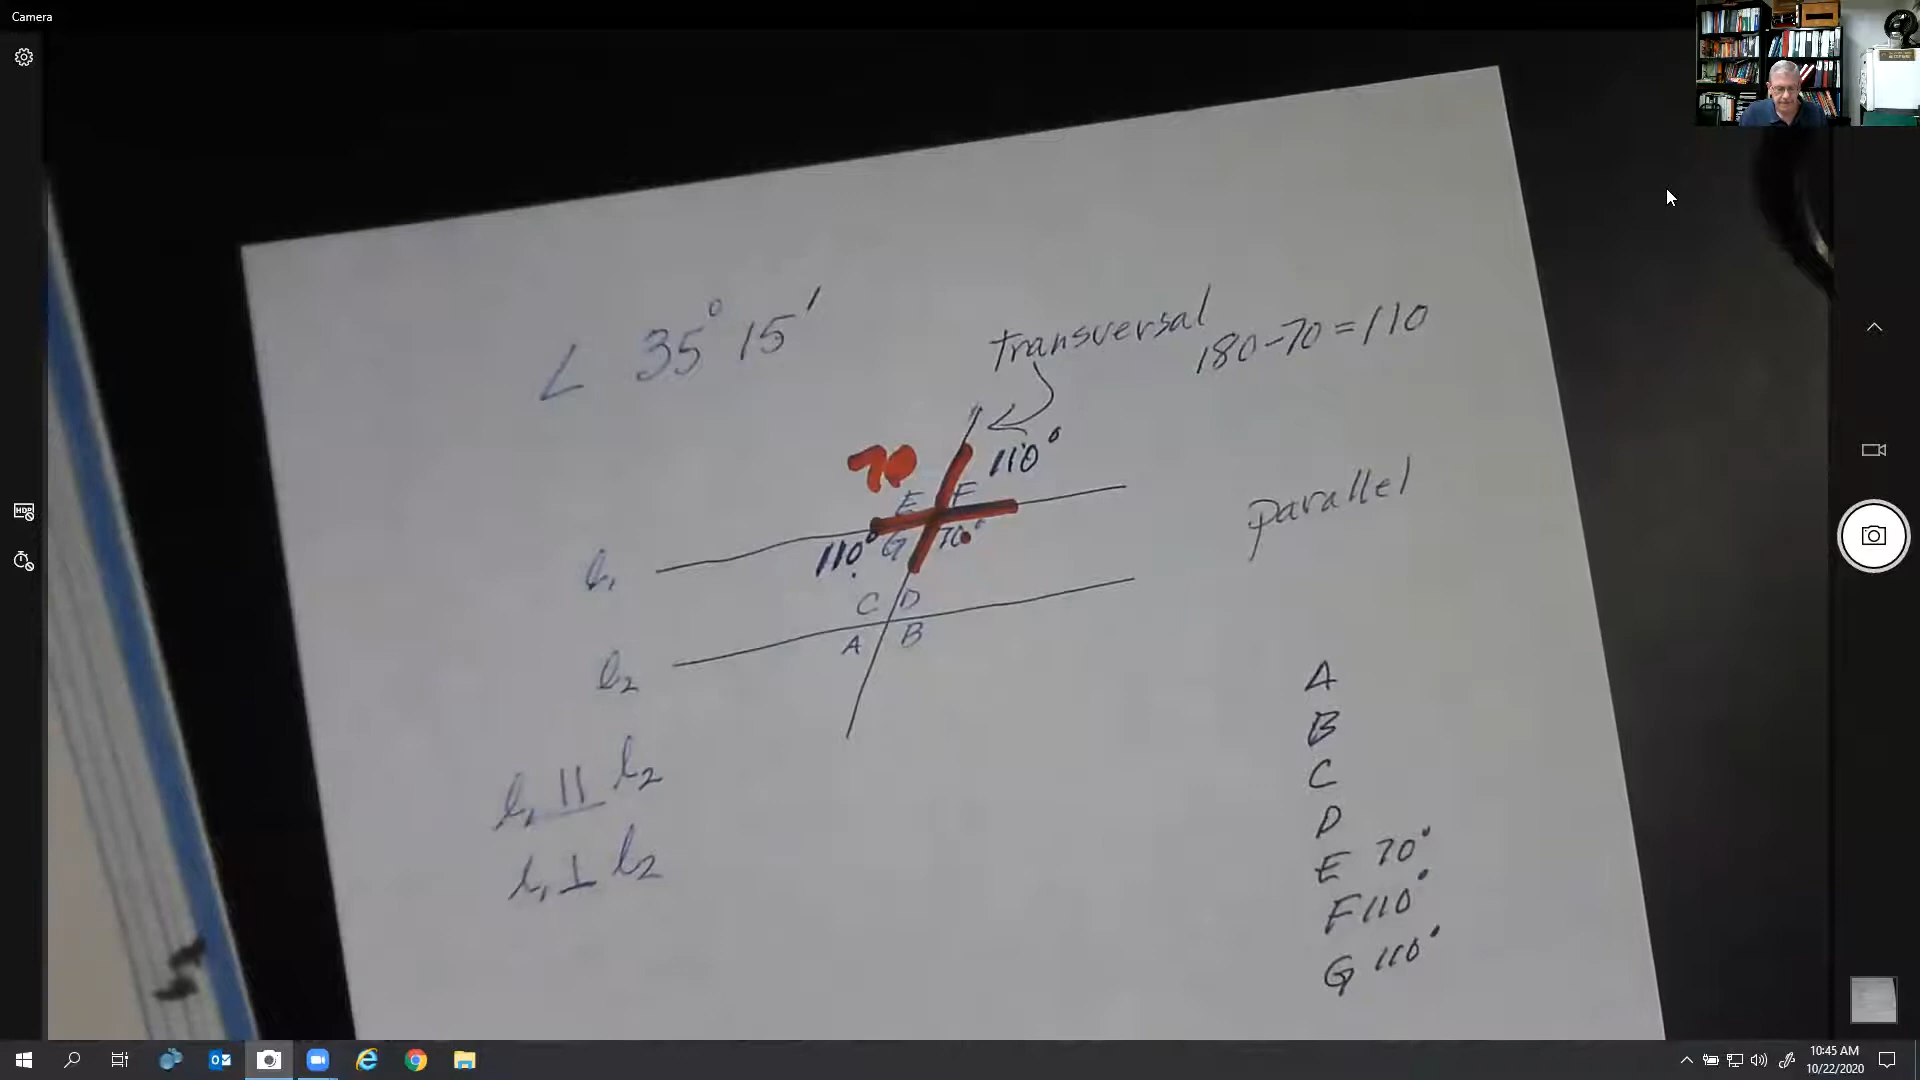 Camera
∠ 35° 15'
transversal
180-70=110
70
110°
E F
110° G 70°
parallel
l₁
C D
A B
l₂
A
B
C
D
E 70°
F 110°
G 110°
l₁ || l₂
l₁ ⊥ l₂
10:45 AM
10/22/2020